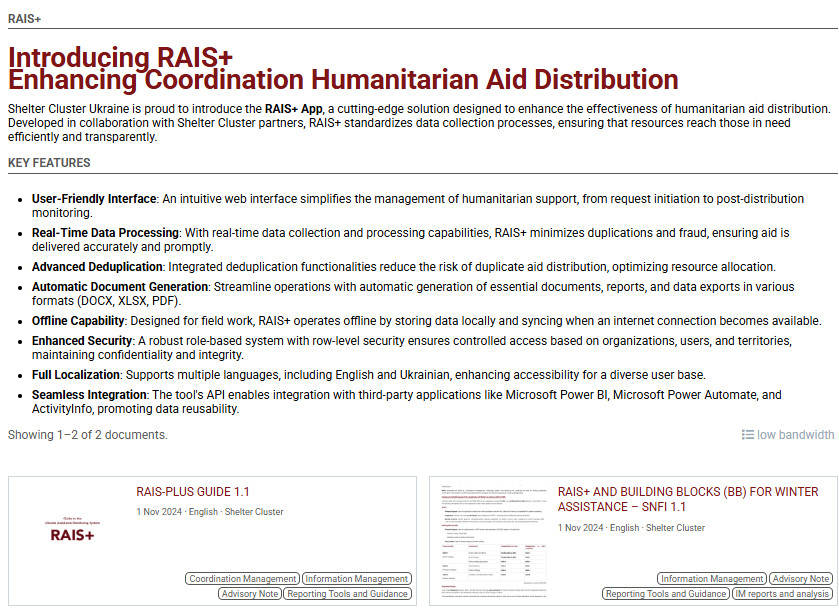 RAIS+
Introducing RAIS+
Enhancing Coordination Humanitarian Aid Distribution
Shelter Cluster Ukraine is proud to introduce the RAIS+ App, a cutting-edge solution designed to enhance the effectiveness of humanitarian aid distribution.
Developed in collaboration with Shelter Cluster partners, RAIS+ standardizes data collection processes, ensuring that resources reach those in need
efficiently and transparently.
KEY FEATURES
• User-Friendly Interface: An intuitive web interface simplifies the management of humanitarian support, from request initiation to post-distribution
monitoring.
• Real-Time Data Processing: With real-time data collection and processing capabilities, RAIS+ minimizes duplications and fraud, ensuring aid is
delivered accurately and promptly.
• Advanced Deduplication: Integrated deduplication functionalities reduce the risk of duplicate aid distribution, optimizing resource allocation.
• Automatic Document Generation: Streamline operations with automatic generation of essential documents, reports, and data exports in various
formats (DOCX, XLSX, PDF).
• Offline Capability: Designed for field work, RAIS+ operates offline by storing data locally and syncing when an internet connection becomes available.
• Enhanced Security: A robust role-based system with row-level security ensures controlled access based on organizations, users, and territories,
maintaining confidentiality and integrity.
• Full Localization: Supports multiple languages, including English and Ukrainian, enhancing accessibility for a diverse user base.
• Seamless Integration: The tool's API enables integration with third-party applications like Microsoft Power BI, Microsoft Power Automate, and
ActivityInfo, promoting data reusability.
Showing 1–2 of 2 documents.
low bandwidth
RAIS-PLUS GUIDE 1.1
1 Nov 2024 · English · Shelter Cluster
RAIS+
Coordination Management
Information Management
Advisory Note
Reporting Tools and Guidance
RAIS+ AND BUILDING BLOCKS (BB) FOR WINTER
ASSISTANCE – SNFI 1.1
1 Nov 2024 · English · Shelter Cluster
Information Management
Advisory Note
Reporting Tools and Guidance
IM reports and analysis